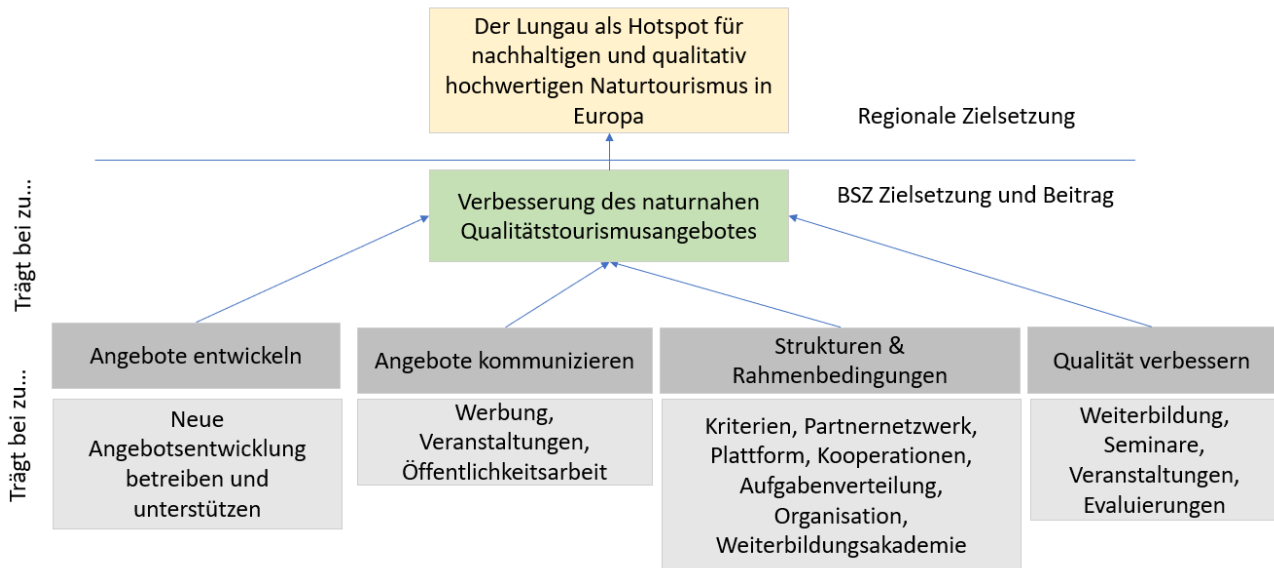 Der Lungau als Hotspot für
nachhaltigen und qualitativ
hochwertigen Naturtourismus in
Europa
Regionale Zielsetzung
Trägt bei zu...
Verbesserung des naturnahen
Qualitätstourismusangebotes
BSZ Zielsetzung und Beitrag
Trägt bei zu...
Angebote entwickeln
Neue
Angebotsentwicklung
betreiben und
unterstützen
Angebote kommunizieren
Werbung,
Veranstaltungen,
Öffentlichkeitsarbeit
Strukturen &
Rahmenbedingungen
Kriterien, Partnernetzwerk,
Plattform, Kooperationen,
Aufgabenverteilung,
Organisation,
Weiterbildungsakademie
Qualität verbessern
Weiterbildung,
Seminare,
Veranstaltungen,
Evaluierungen